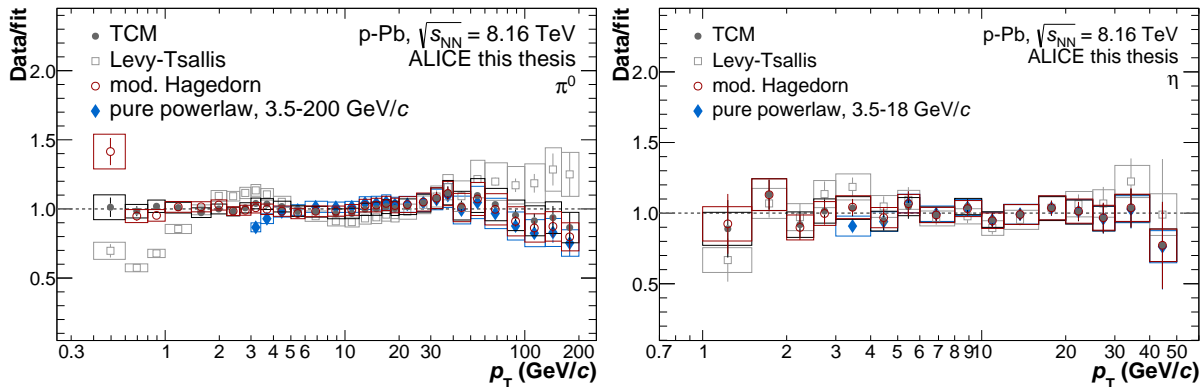 Data/fit
2.0
1.5
1.0
0.5
TCM
Levy-Tsallis
mod. Hagedorn
pure powerlaw, 3.5-200 GeV/c
p-Pb, √sNN = 8.16 TeV
ALICE this thesis
π0
0.3 1 2 3 4 5 6 10 20 30 100 200
pT (GeV/c)
Data/fit
2.0
1.5
1.0
0.5
TCM
Levy-Tsallis
mod. Hagedorn
pure powerlaw, 3.5-18 GeV/c
p-Pb, √sNN = 8.16 TeV
ALICE this thesis
η
0.7 1 2 3 4 5 6 7 8 910 20 30 40 50
pT (GeV/c)